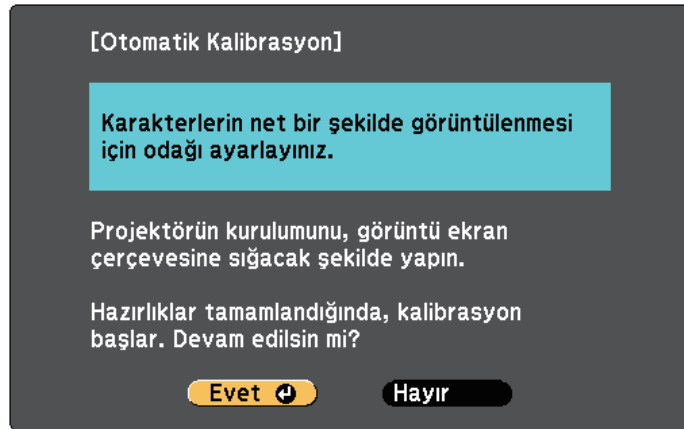 [Otomatik Kalibrasyon]
Karakterlerin net bir şekilde görüntülenmesi
için odağı ayarlayınız.
Projektörün kurulumunu, görüntü ekran
çerçevesine sığacak şekilde yapın.
Hazırlıklar tamamlandığında, kalibrasyon
başlar. Devam edilsin mi?
Evet Hayır